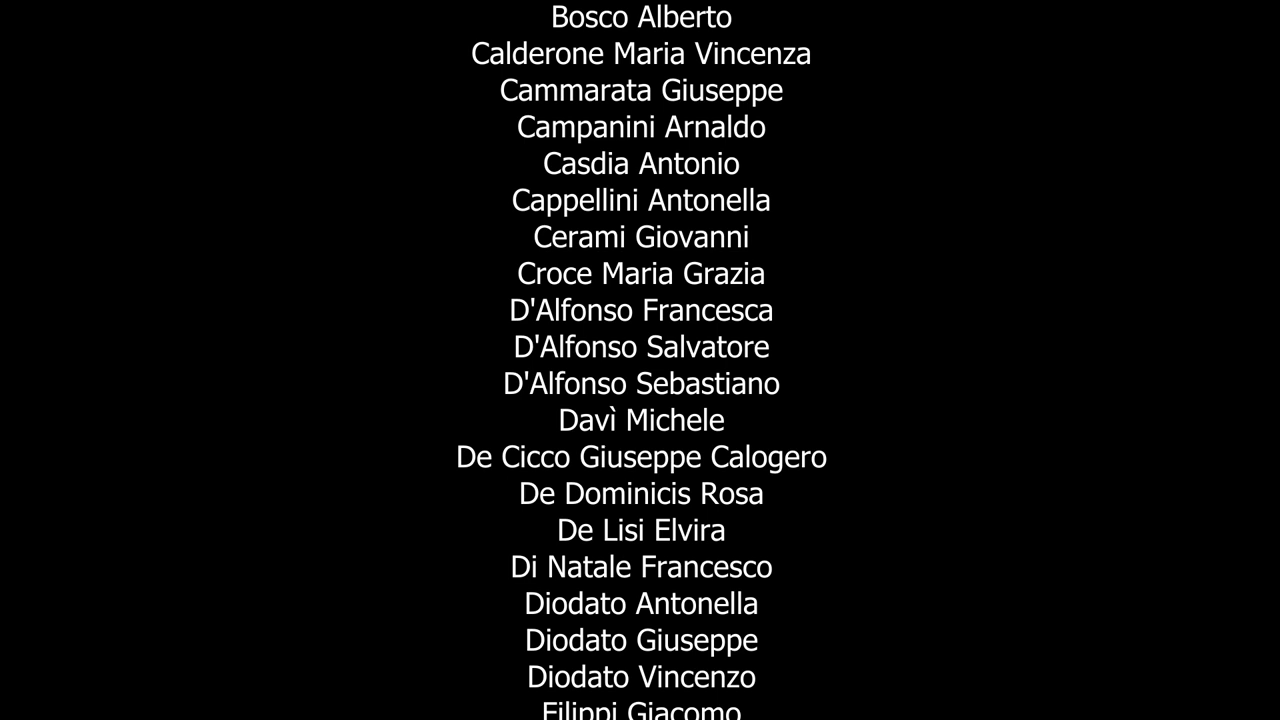 Bosco Alberto
Calderone Maria Vincenza
Cammarata Giuseppe
Campanini Arnaldo
Casdia Antonio
Cappellini Antonella
Cerami Giovanni
Croce Maria Grazia
D'Alfonso Francesca
D'Alfonso Salvatore
D'Alfonso Sebastiano
Davì Michele
De Cicco Giuseppe Calogero
De Dominicis Rosa
De Lisi Elvira
Di Natale Francesco
Diodato Antonella
Diodato Giuseppe
Diodato Vincenzo
Filippi Giacomo